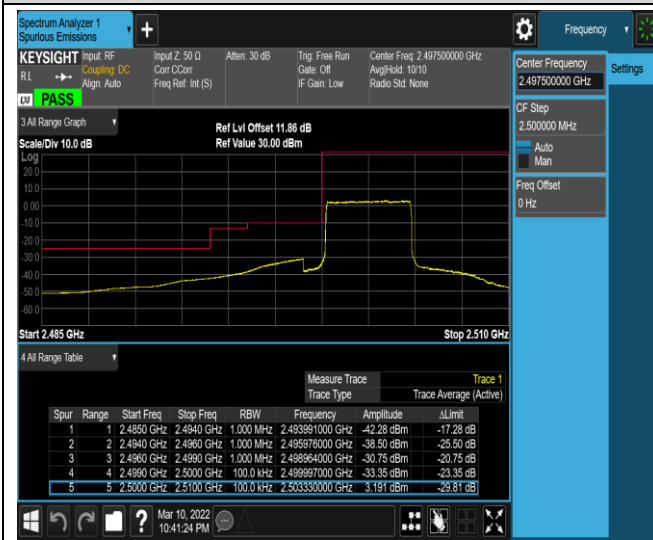 Spectrum Analyzer 1
Spurious Emissions
Frequency
KEYSIGHT
RL
LXI PASS
Input: RF
Coupling: DC
Align: Auto
Input Z: 50 Ω
Corr CCorr
Freq Ref: Int (S)
Atten: 30 dB
Trig: Free Run
Gate: Off
IF Gain: Low
Center Freq: 2.497500000 GHz
Avg|Hold: 10/10
Radio Std: None
Center Frequency
2.497500000 GHz
Settings
CF Step
2.500000 MHz
Auto
Man
Freq Offset
0 Hz
3 All Range Graph
Scale/Div 10.0 dB
Ref Lvl Offset 11.86 dB
Ref Value 30.00 dBm
Log
20.0
10.0
0.00
-10.0
-20.0
-30.0
-40.0
-50.0
-60.0
Start 2.485 GHz
Stop 2.510 GHz
4 All Range Table
Measure Trace Trace 1
Trace Type Trace Average (Active)
Spur Range Start Freq Stop Freq RBW Frequency Amplitude ΔLimit
1 1 2.4850 GHz 2.4940 GHz 1.000 MHz 2.493991000 GHz -42.28 dBm -17.28 dB
2 2 2.4940 GHz 2.4960 GHz 1.000 MHz 2.495976000 GHz -38.50 dBm -25.50 dB
3 3 2.4960 GHz 2.4990 GHz 1.000 MHz 2.498964000 GHz -30.75 dBm -20.75 dB
4 4 2.4990 GHz 2.5000 GHz 100.0 kHz 2.499997000 GHz -33.35 dBm -23.35 dB
5 5 2.5000 GHz 2.5100 GHz 100.0 kHz 2.503330000 GHz 3.191 dBm -29.81 dB
Mar 10, 2022
10:41:24 PM